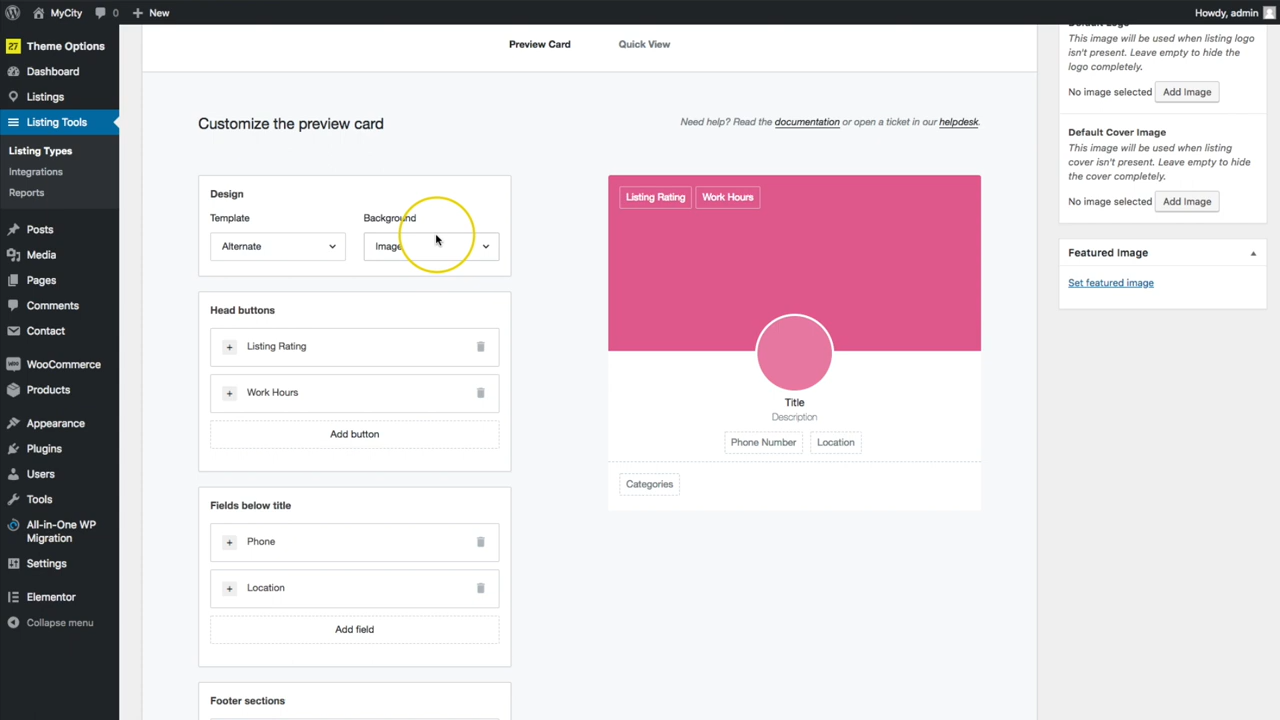 MyCity
0
New
Howdy, admin
27
Theme Options
Dashboard
Listings
Listing Tools
Listing Types
Integrations
Reports
Posts
Media
Pages
Comments
Contact
WooCommerce
Products
Appearance
Plugins
Users
Tools
All-in-One WP
Migration
Settings
Elementor
Collapse menu
Preview Card
Quick View
Customize the preview card
Need help? Read the documentation or open a ticket in our helpdesk.
Design
Template
Background
Alternate
Image
Head buttons
Listing Rating
Work Hours
Add button
Fields below title
Phone
Location
Add field
Footer sections
Listing Rating
Work Hours
Title
Description
Phone Number
Location
Categories
Default Logo
This image will be used when listing logo
isn't present. Leave empty to hide the
logo completely.
No image selected
Add Image
Default Cover Image
This image will be used when listing
cover isn't present. Leave empty to hide
the cover completely.
No image selected
Add Image
Featured Image
Set featured image